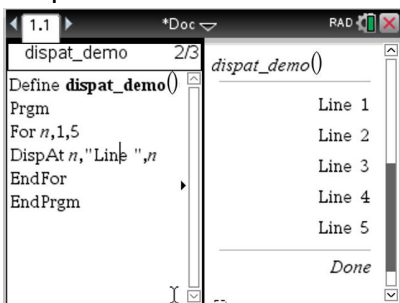 1.1 *Doc RAD
dispat_demo 2/3
Define dispat_demo()
Prgm
For n,1,5
DispAt n,"Line ",n
EndFor
EndPrgm
dispat_demo()
Line 1
Line 2
Line 3
Line 4
Line 5
Done